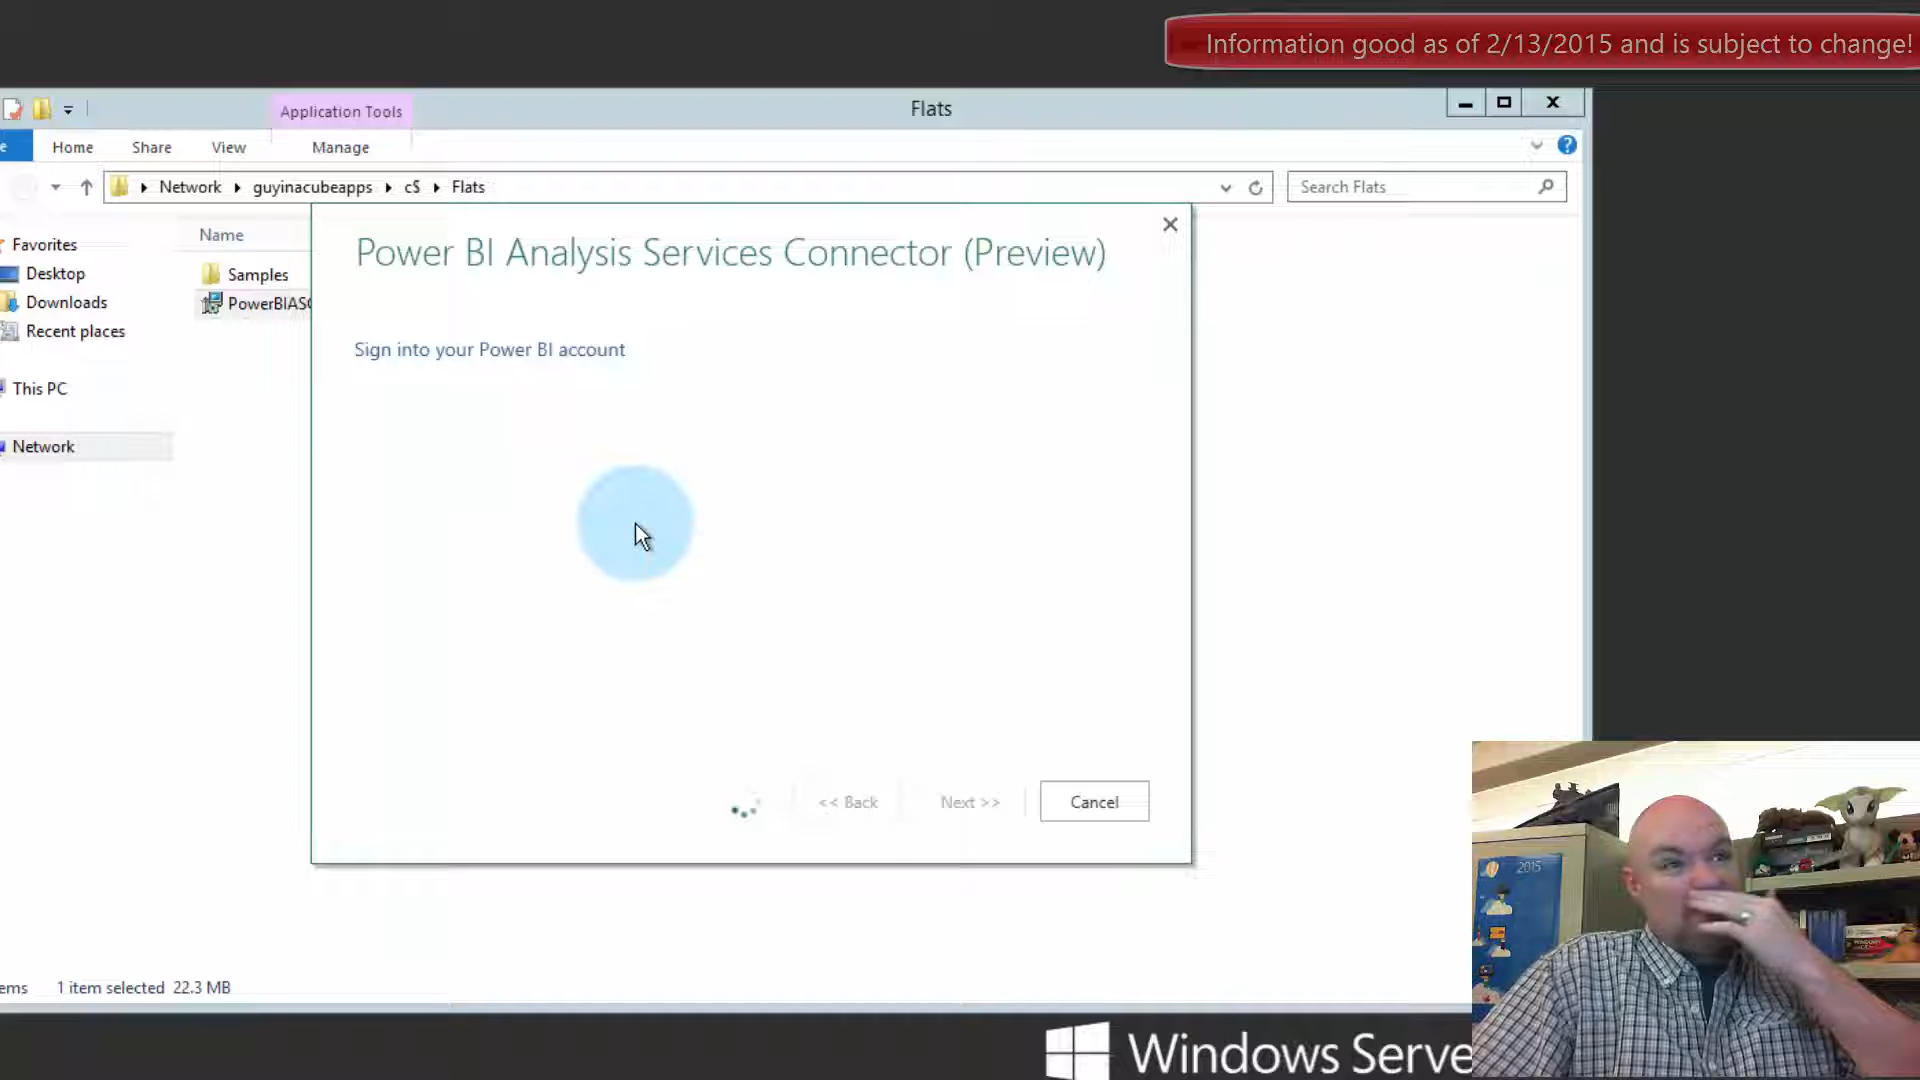 Information good as of 2/13/2015 and is subject to change!
Application Tools
Flats
Home
Share
View
Manage
Network
guyinacubeapps
c$
Flats
Search Flats
Favorites
Desktop
Downloads
Recent places
This PC
Network
Name
Samples
Power BI Analysis Services Connector (Preview)
Sign into your Power BI account
<< Back
Next >>
Cancel
1 item selected 22.3 MB
Windows
2015